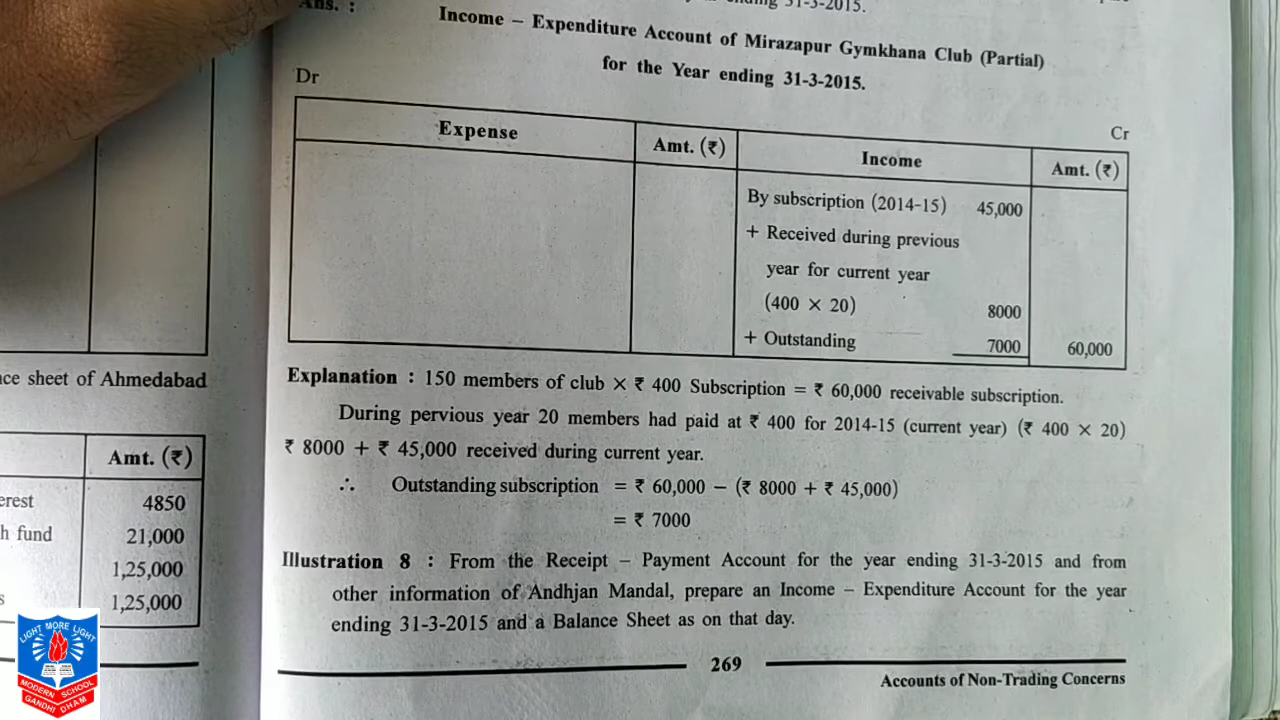 ending 31-3-2015.
Ans. :
Income – Expenditure Account of Mirazapur Gymkhana Club (Partial)
for the Year ending 31-3-2015.
Dr
Cr
Expense Amt. (₹) Income Amt. (₹)
By subscription (2014-15) 45,000
+ Received during previous
year for current year
(400 × 20) 8000
+ Outstanding 7000 60,000
Explanation : 150 members of club × ₹ 400 Subscription = ₹ 60,000 receivable subscription.
During pervious year 20 members had paid at ₹ 400 for 2014-15 (current year) (₹ 400 × 20)
₹ 8000 + ₹ 45,000 received during current year.
∴ Outstanding subscription = ₹ 60,000 – (₹ 8000 + ₹ 45,000)
= ₹ 7000
Illustration 8 : From the Receipt – Payment Account for the year ending 31-3-2015 and from
other information of Andhjan Mandal, prepare an Income – Expenditure Account for the year
ending 31-3-2015 and a Balance Sheet as on that day.
269
Accounts of Non-Trading Concerns
sheet of Ahmedabad
Amt. (₹)
4850
fund 21,000
1,25,000
1,25,000
LIGHT MORE LIGHT
MODERN SCHOOL
GANDHI DHAM